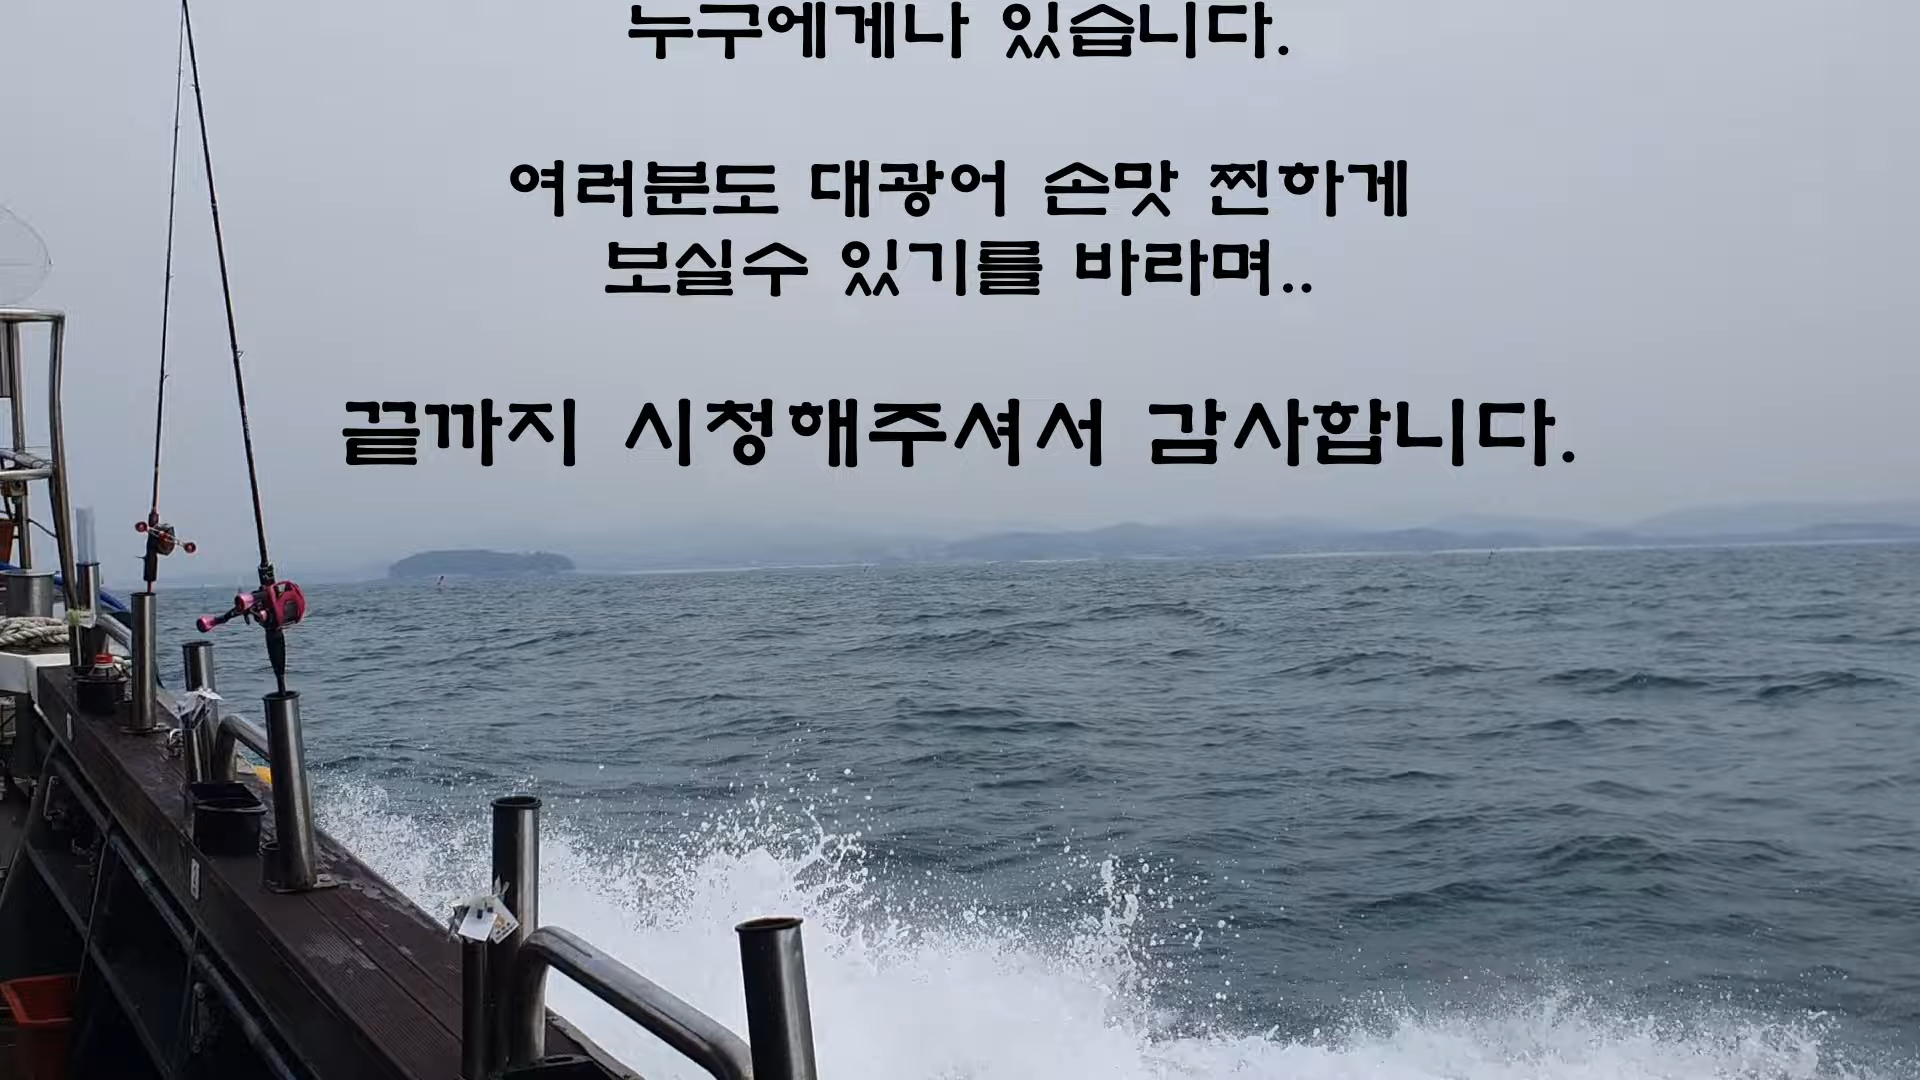 누구에게나 있습니다.
여러분도 대광어 손맛 찐하게
보실수 있기를 바라며..
끝까지 시청해주셔서 감사합니다.